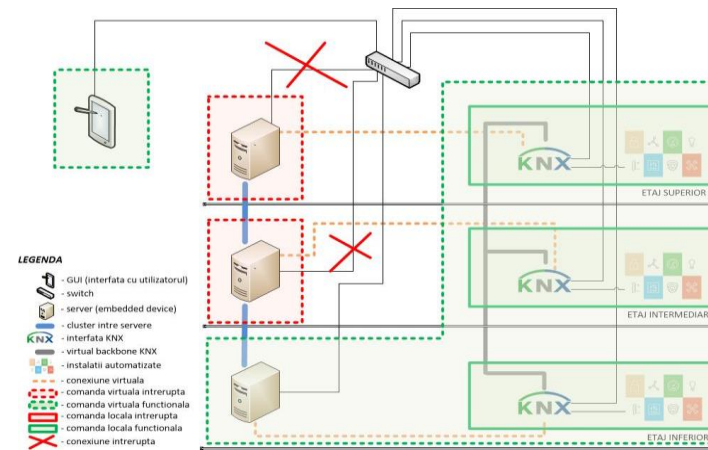 KNX
ETAJ SUPERIOR
KNX
ETAJ INTERMEDIAR
KNX
ETAJ INFERIOR
LEGENDA
- GUI (interfata cu utilizatorul)
- switch
- server (embedded device)
- cluster intre servere
KNX - interfata KNX
- virtual backbone KNX
- instalatii automatizate
- conexiune virtuala
- comanda virtuala intrerupta
- comanda virtuala functionala
- comanda locala intrerupta
- comanda locala functionala
- conexiune intrerupta